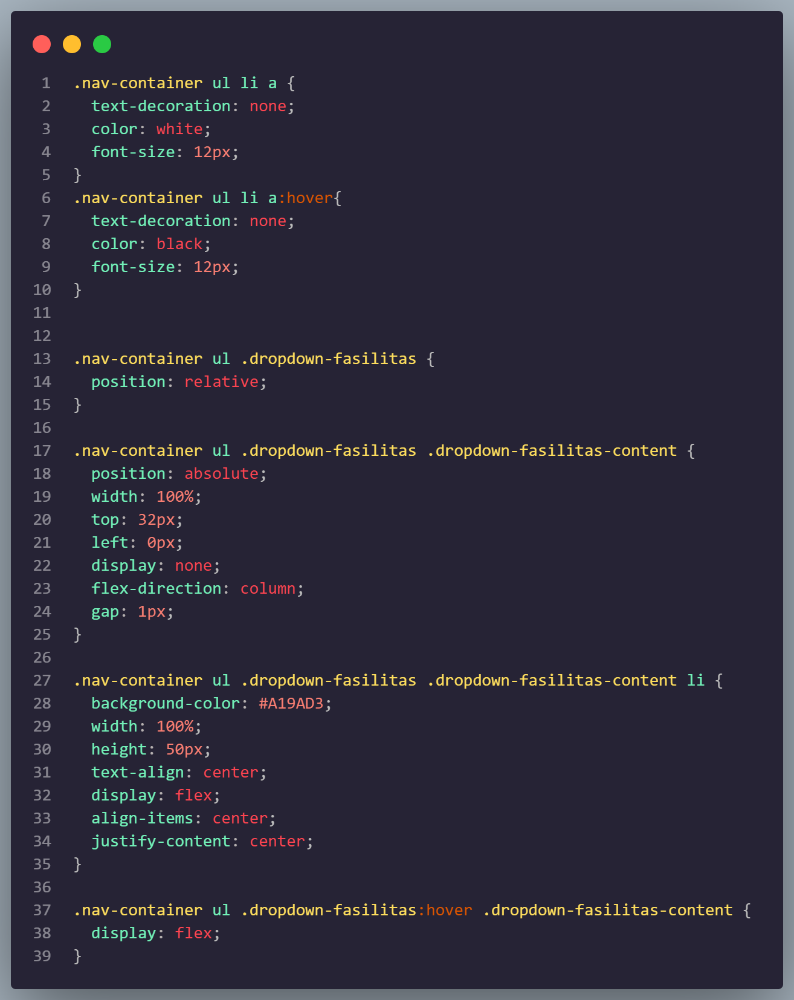 1 .nav-container ul li a {
2   text-decoration: none;
3   color: white;
4   font-size: 12px;
5 }
6 .nav-container ul li a:hover{
7   text-decoration: none;
8   color: black;
9   font-size: 12px;
10 }
11
12
13 .nav-container ul .dropdown-fasilitas {
14   position: relative;
15 }
16
17 .nav-container ul .dropdown-fasilitas .dropdown-fasilitas-content {
18   position: absolute;
19   width: 100%;
20   top: 32px;
21   left: 0px;
22   display: none;
23   flex-direction: column;
24   gap: 1px;
25 }
26
27 .nav-container ul .dropdown-fasilitas .dropdown-fasilitas-content li {
28   background-color: #A19AD3;
29   width: 100%;
30   height: 50px;
31   text-align: center;
32   display: flex;
33   align-items: center;
34   justify-content: center;
35 }
36
37 .nav-container ul .dropdown-fasilitas:hover .dropdown-fasilitas-content {
38   display: flex;
39 }